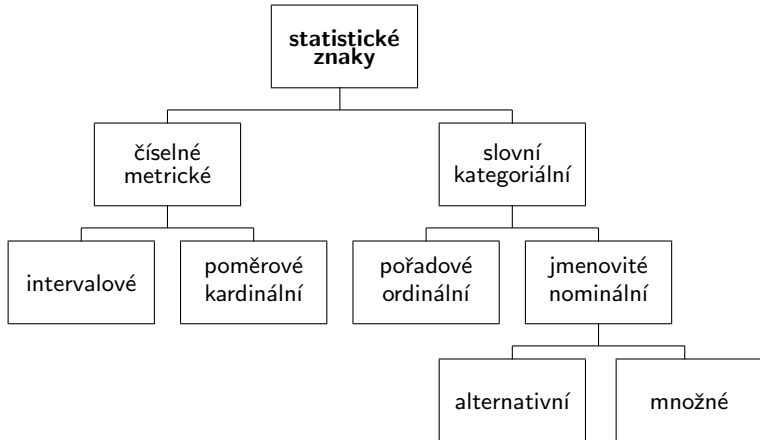 statistické
znaky
číselné
metrické
slovní
kategoriální
intervalové
poměrové
kardinální
pořadové
ordinální
jmenovité
nominální
alternativní
množné